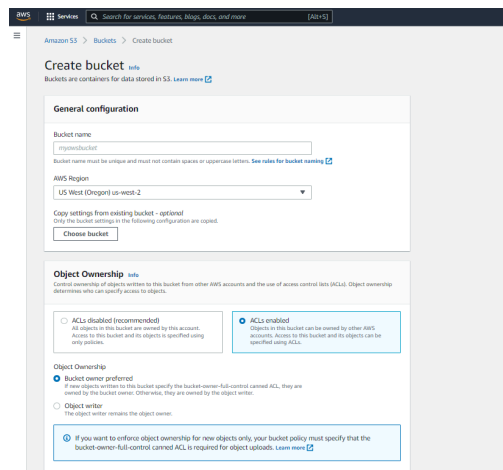 aws
Services
Search for services, features, blogs, docs, and more
[Alt+S]
Amazon S3 > Buckets > Create bucket
Create bucket Info
Buckets are containers for data stored in S3. Learn more
General configuration
Bucket name
myawsbucket
Bucket name must be unique and must not contain spaces or uppercase letters. See rules for bucket naming
AWS Region
US West (Oregon) us-west-2
Copy settings from existing bucket - optional
Only the bucket settings in the following configuration are copied.
Choose bucket
Object Ownership Info
Control ownership of objects written to this bucket from other AWS accounts and the use of access control lists (ACLs). Object ownership
determines who can specify access to objects.
ACLs disabled (recommended)
All objects in this bucket are owned by this account.
Access to this bucket and its objects is specified using
only policies.
ACLs enabled
Objects in this bucket can be owned by other AWS
accounts. Access to this bucket and its objects can be
specified using ACLs.
Object Ownership
Bucket owner preferred
If new objects written to this bucket specify the bucket-owner-full-control canned ACL, they are
owned by the bucket owner. Otherwise, they are owned by the object writer.
Object writer
The object writer remains the object owner.
If you want to enforce object ownership for new objects only, your bucket policy must specify that the
bucket-owner-full-control canned ACL is required for object uploads. Learn more